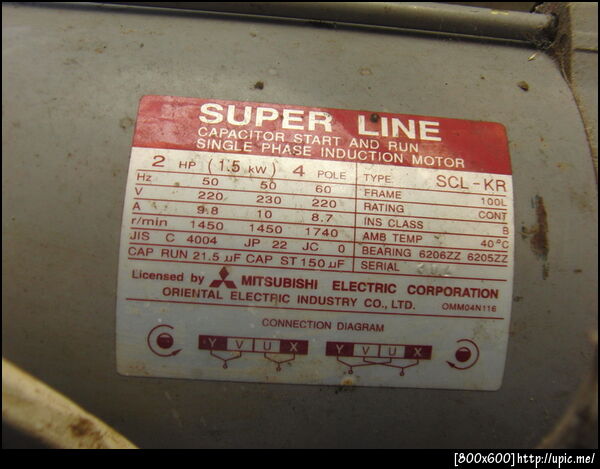 SUPER LINE
CAPACITOR START AND RUN
SINGLE PHASE INDUCTION MOTOR
2 HP (1.5 kW) 4 POLE
Hz 50 50 60
V 220 230 220
A 9.8 10 8.7
r/min 1450 1450 1740
JIS C 4004 JP 22 JC 0
CAP RUN 21.5 µF CAP ST 150 µF
TYPE SCL-KR
FRAME 100L
RATING CONT
INS CLASS B
AMB TEMP 40°C
BEARING 6206ZZ 6205ZZ
SERIAL
Licensed by MITSUBISHI ELECTRIC CORPORATION
ORIENTAL ELECTRIC INDUSTRY CO., LTD. OMM04N116
CONNECTION DIAGRAM
Y V U X Y V U X
[800x600]http://upic.me/